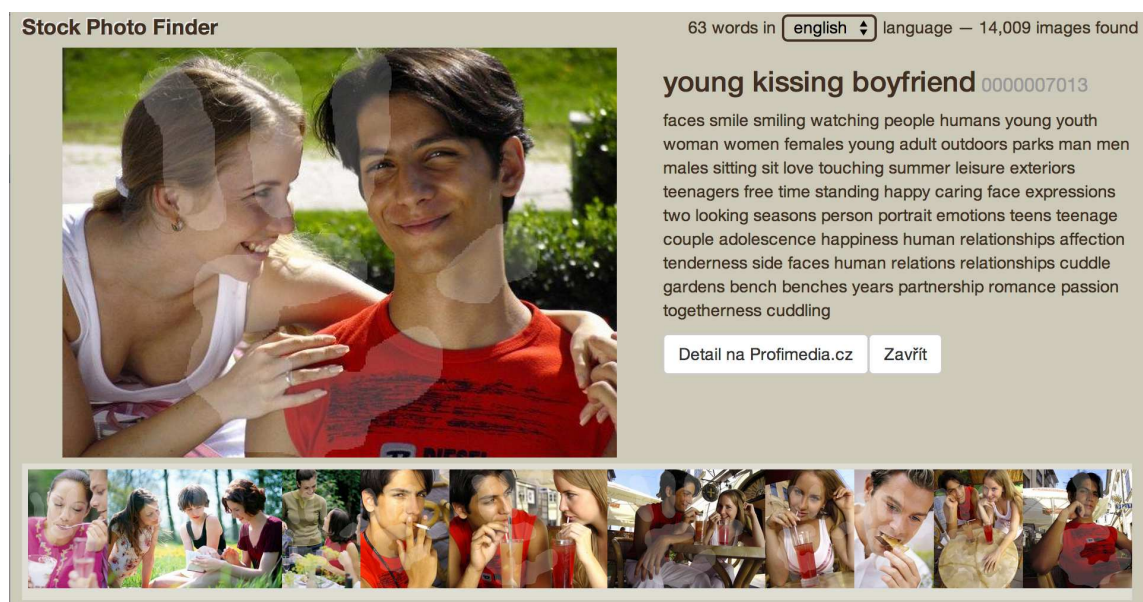 Stock Photo Finder
63 words in english language — 14,009 images found
young kissing boyfriend 0000007013
faces smile smiling watching people humans young youth
woman women females young adult outdoors parks man men
males sitting sit love touching summer leisure exteriors
teenagers free time standing happy caring face expressions
two looking seasons person portrait emotions teens teenage
couple adolescence happiness human relationships affection
tenderness side faces human relations relationships cuddle
gardens bench benches years partnership romance passion
togetherness cuddling
Detail na Profimedia.cz Zavřít
DIESEL